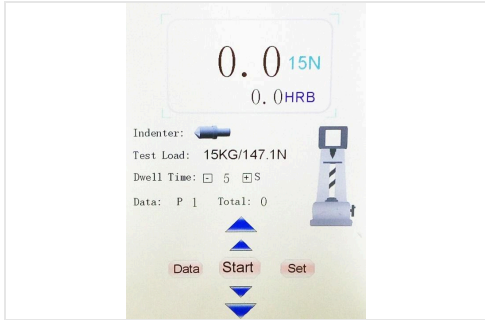 0.0 15N
0.0HRB
Indenter:
Test Load: 15KG/147.1N
Dwell Time: - 5 + S
Data: P 1 Total: 0
Data Start Set